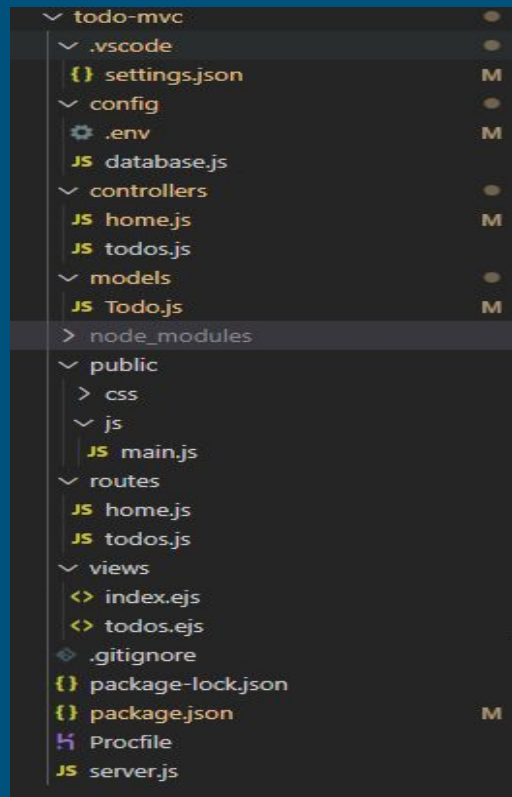 todo-mvc
.vscode
{} settings.json M
config
.env M
JS database.js
controllers
JS home.js M
JS todos.js
models
JS Todo.js M
node_modules
public
css
js
JS main.js
routes
JS home.js
JS todos.js
views
<> index.ejs
<> todos.ejs
.gitignore
{} package-lock.json
{} package.json M
Procfile
JS server.js